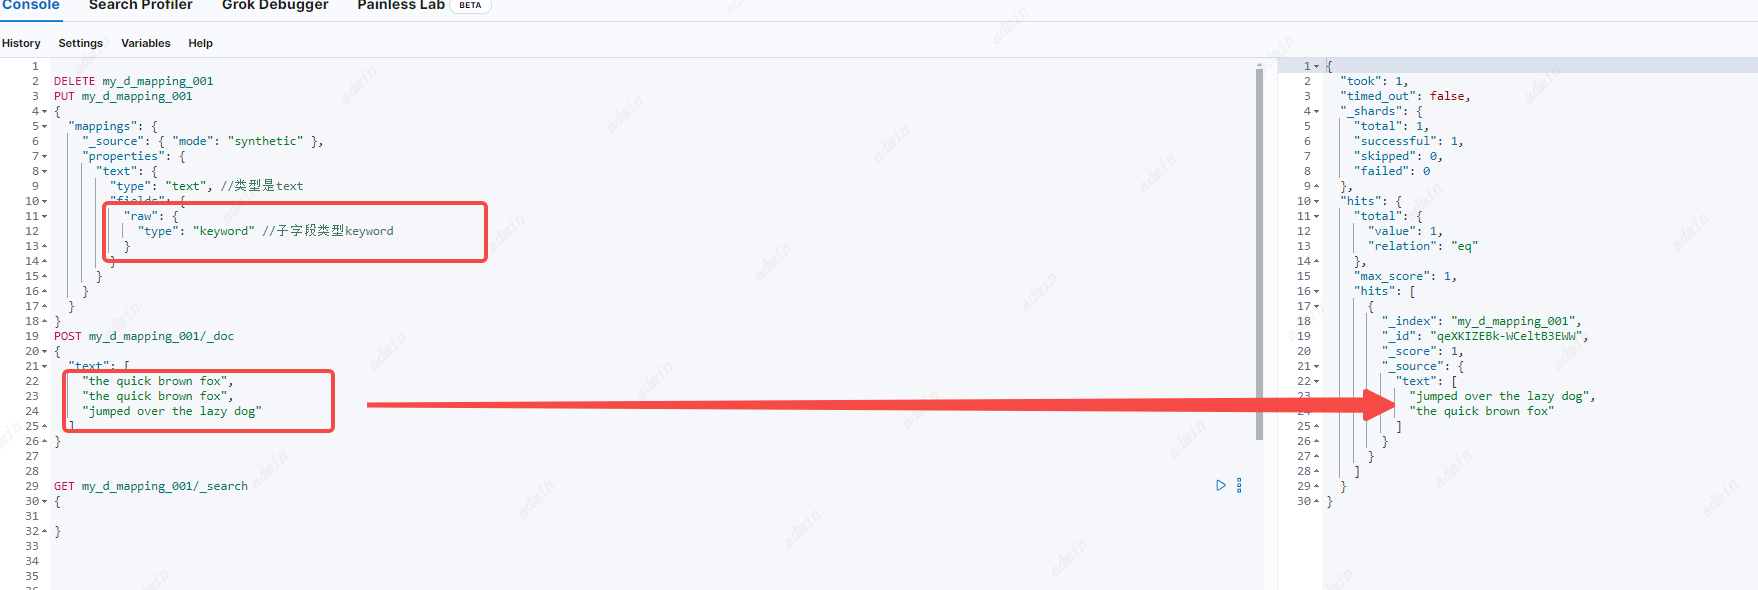 Console Search Profiler Grok Debugger Painless Lab BETA
History Settings Variables Help
1
2 DELETE my_d_mapping_001
3 PUT my_d_mapping_001
4 {
5 "mappings": {
6 "_source": { "mode": "synthetic" },
7 "properties": {
8 "text": {
9 "type": "text", //类型是text
10 "fields": {
11 "raw": {
12 "type": "keyword" //子字段类型keyword
13 }
14 }
15 }
16 }
17 }
18 }
19 POST my_d_mapping_001/_doc
20 {
21 "text": [
22 "the quick brown fox",
23 "the quick brown fox",
24 "jumped over the lazy dog"
25 ]
26 }
27
28
29 GET my_d_mapping_001/_search
30 {
31
32 }
33
34
35
36
1 {
2 "took": 1,
3 "timed_out": false,
4 "_shards": {
5 "total": 1,
6 "successful": 1,
7 "skipped": 0,
8 "failed": 0
9 },
10 "hits": {
11 "total": {
12 "value": 1,
13 "relation": "eq"
14 },
15 "max_score": 1,
16 "hits": [
17 {
18 "_index": "my_d_mapping_001",
19 "_id": "qeXKIZEBk-WCeltB3EWW",
20 "_score": 1,
21 "_source": {
22 "text": [
23 "jumped over the lazy dog",
24 "the quick brown fox"
25 ]
26 }
27 }
28 ]
29 }
30 }
admin